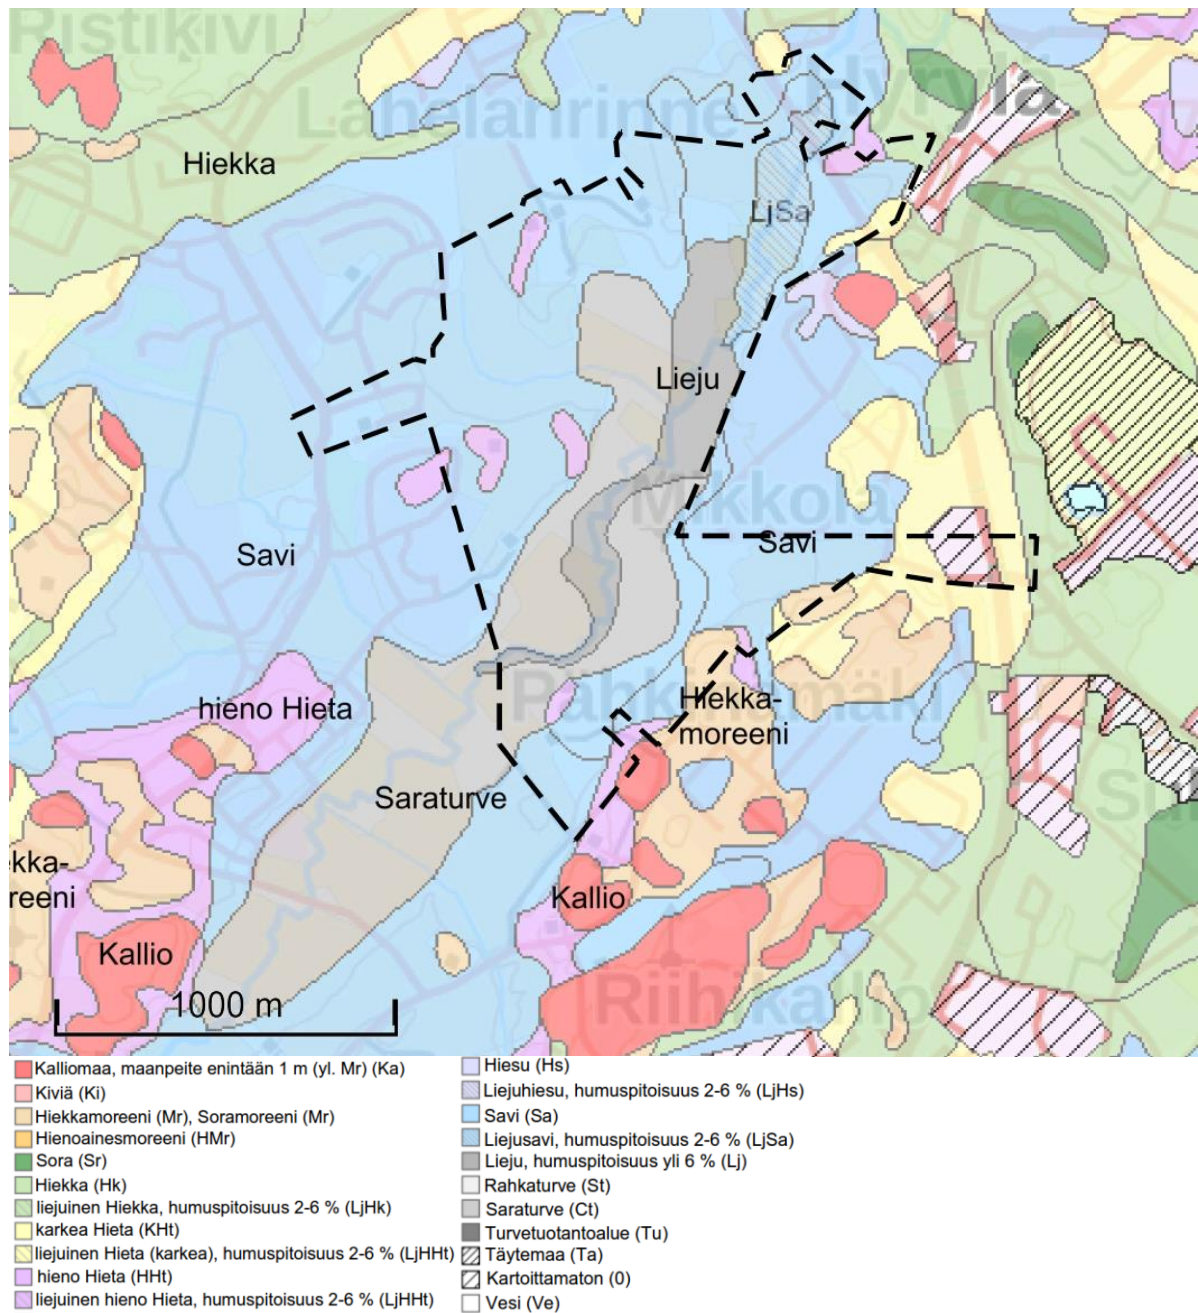 Ristikivi
Hyrylä
Lahelanrinne
Hiekka
LjSa
Lieju
Mikkola
Savi
Savi
hieno Hieta
Pähkinämäki
Hiekka-
moreeni
Saraturve
ekka-
reeni
Kallio
Kallio
Riihikallio
1000 m
Kalliomaa, maanpeite enintään 1 m (yl. Mr) (Ka)
Kiviä (Ki)
Hiekkamoreeni (Mr), Soramoreeni (Mr)
Hienoainesmoreeni (HMr)
Sora (Sr)
Hiekka (Hk)
liejuinen Hiekka, humuspitoisuus 2-6 % (LjHk)
karkea Hieta (KHt)
liejuinen Hieta (karkea), humuspitoisuus 2-6 % (LjHHt)
hieno Hieta (HHt)
liejuinen hieno Hieta, humuspitoisuus 2-6 % (LjHHt)
Hiesu (Hs)
Liejuhiesu, humuspitoisuus 2-6 % (LjHs)
Savi (Sa)
Liejusavi, humuspitoisuus 2-6 % (LjSa)
Lieju, humuspitoisuus yli 6 % (Lj)
Rahkaturve (St)
Saraturve (Ct)
Turvetuotantoalue (Tu)
Täytemaa (Ta)
Kartoittamaton (0)
Vesi (Ve)